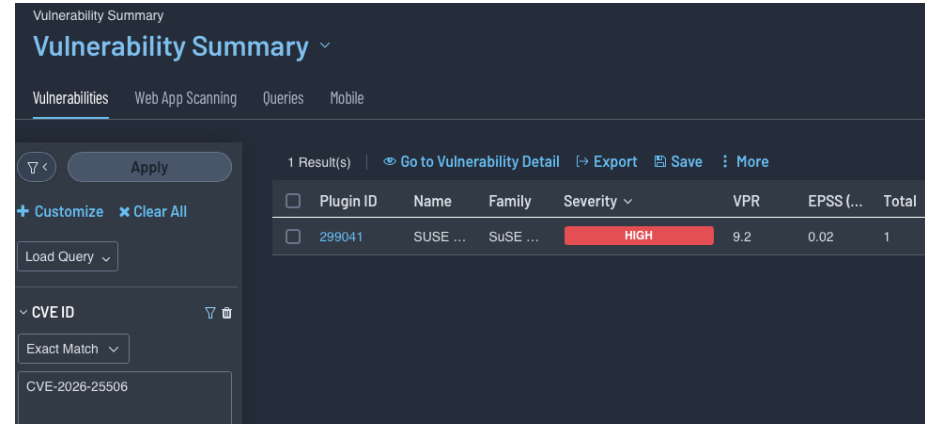 Vulnerability Summary
Vulnerability Summary
Vulnerabilities Web App Scanning Queries Mobile
Apply
1 Result(s) Go to Vulnerability Detail Export Save More
Customize Clear All
Plugin ID Name Family Severity VPR EPSS (... Total
299041 SUSE ... SuSE ... HIGH 9.2 0.02 1
Load Query
CVE ID
Exact Match
CVE-2026-25506